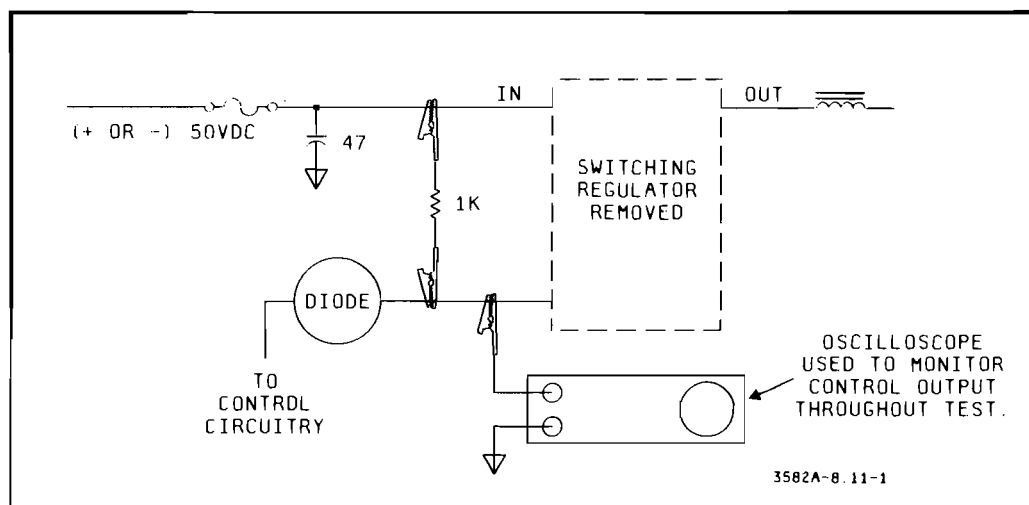 IN
OUT
(+ OR -) 50VDC
47
SWITCHING
REGULATOR
REMOVED
1K
DIODE
TO
CONTROL
CIRCUITRY
OSCILLOSCOPE
USED TO MONITOR
CONTROL OUTPUT
THROUGHOUT TEST.
3582A-8.11-1